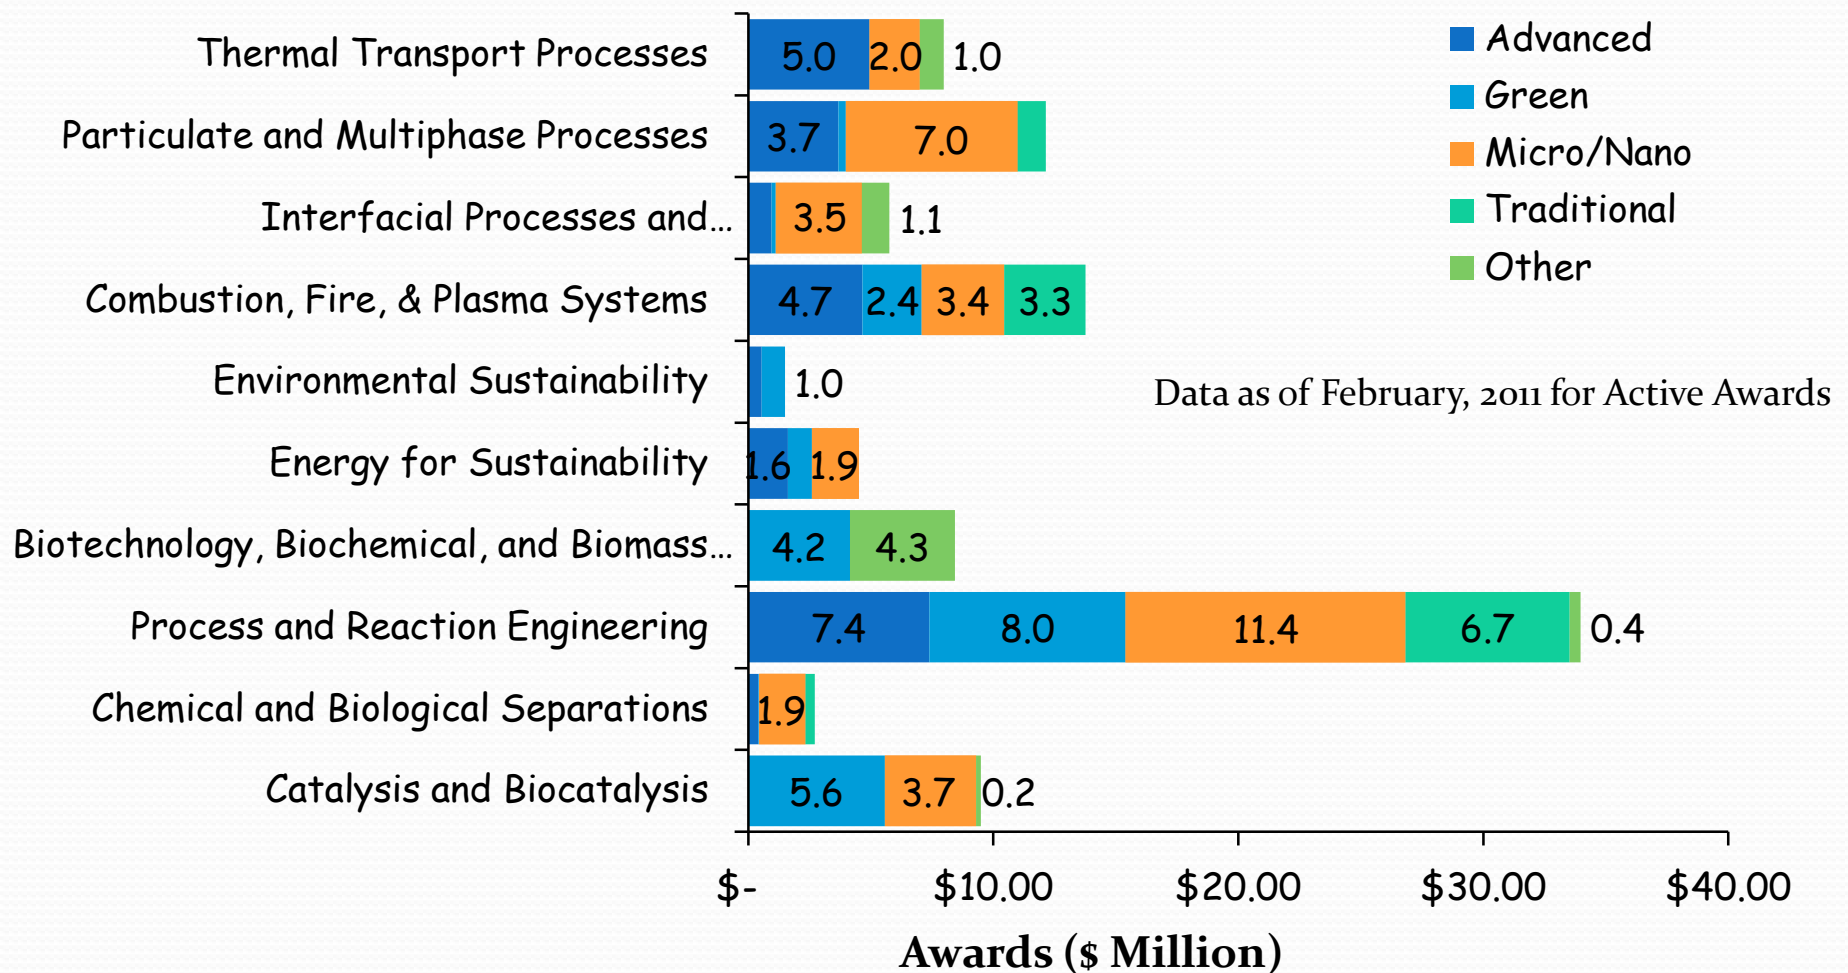 Thermal Transport Processes 5.0 2.0 1.0
Particulate and Multiphase Processes 3.7 7.0
Interfacial Processes and... 3.5 1.1
Combustion, Fire, & Plasma Systems 4.7 2.4 3.4 3.3
Environmental Sustainability 1.0
Energy for Sustainability 1.6 1.9
Biotechnology, Biochemical, and Biomass... 4.2 4.3
Process and Reaction Engineering 7.4 8.0 11.4 6.7 0.4
Chemical and Biological Separations 1.9
Catalysis and Biocatalysis 5.6 3.7 0.2
$- $10.00 $20.00 $30.00 $40.00
Awards ($ Million)
Advanced
Green
Micro/Nano
Traditional
Other
Data as of February, 2011 for Active Awards